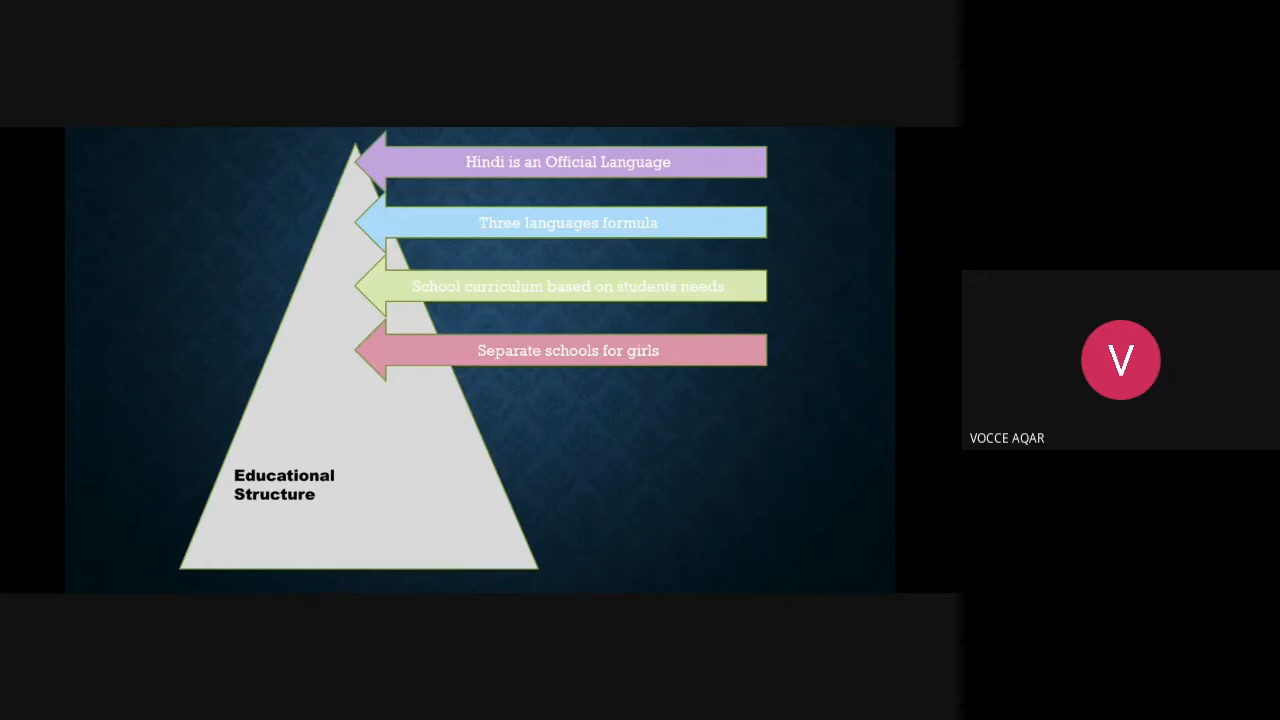 Hindi is an Official Language
Three languages formula
School curriculum based on students needs
Separate schools for girls
Educational
Structure
V
VOCCE AQAR